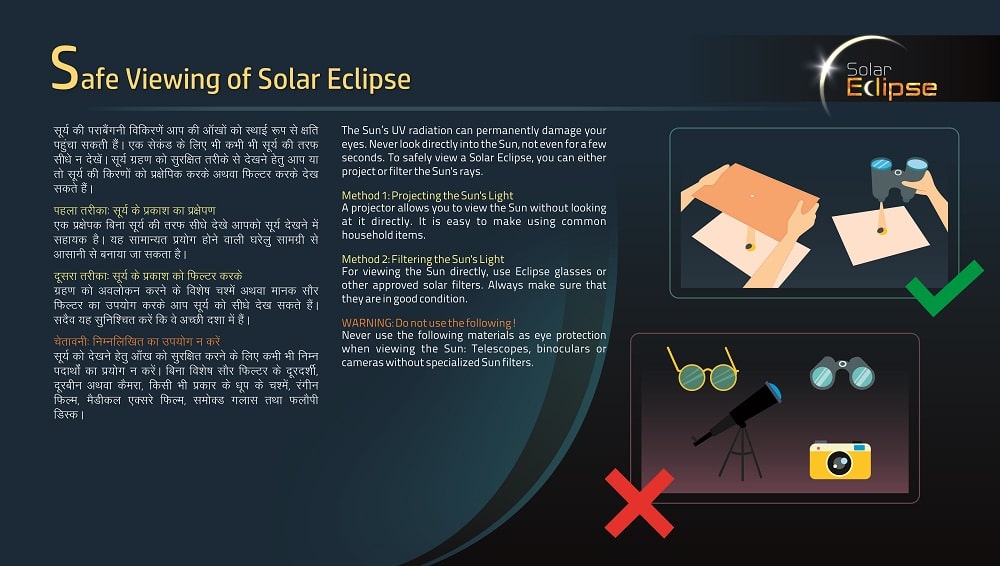 Safe Viewing of Solar Eclipse
Solar
Eclipse
सूर्य की पराबैंगनी विकिरणें आप की ऑखों को स्थाई रूप से क्षति
पहुंचा सकती हैं। एक सेकंड के लिए भी कभी भी सूर्य की तरफ
सीधे न देखें। सूर्य ग्रहण को सुरक्षित तरीके से देखने हेतु आप या
तो सूर्य की किरणों को प्रक्षेपिक करके अथवा फिल्टर करके देख
सकते हैं।
पहला तरीकाः सूर्य के प्रकाश का प्रक्षेपण
एक प्रक्षेपक बिना सूर्य की तरफ सीधे देखे आपको सूर्य देखने में
सहायक है। यह सामान्यत प्रयोग होने वाली घरेलु सामग्री से
आसानी से बनाया जा सकता है।
दूसरा तरीकाः सूर्य के प्रकाश को फिल्टर करके
ग्रहण को अवलोकन करने के विशेष चश्में अथवा मानक सौर
फिल्टर का उपयोग करके आप सूर्य को सीधे देख सकते हैं।
सदैव यह सुनिश्चित करें कि वे अच्छी दशा में हैं।
चेतावनीः निम्नलिखित का उपयोग न करें
सूर्य को देखने हेतु ऑख को सुरक्षित करने के लिए कभी भी निम्न
पदार्थों का प्रयोग न करें। बिना विशेष सौर फिल्टर के दूरदर्शी,
दूरबीन अथवा कैमरा, किसी भी प्रकार के धूप के चश्में, रंगीन
फिल्म, मैडीकल एक्सरे फिल्म, समोक्ड गलास तथा फलौपी
डिस्क।
The Sun's UV radiation can permanently damage your
eyes. Never look directly into the Sun, not even for a few
seconds. To safely view a Solar Eclipse, you can either
project or filter the Sun's rays.
Method 1: Projecting the Sun's Light
A projector allows you to view the Sun without looking
at it directly. It is easy to make using common
household items.
Method 2: Filtering the Sun's Light
For viewing the Sun directly, use Eclipse glasses or
other approved solar filters. Always make sure that
they are in good condition.
WARNING: Do not use the following !
Never use the following materials as eye protection
when viewing the Sun: Telescopes, binoculars or
cameras without specialized Sun filters.